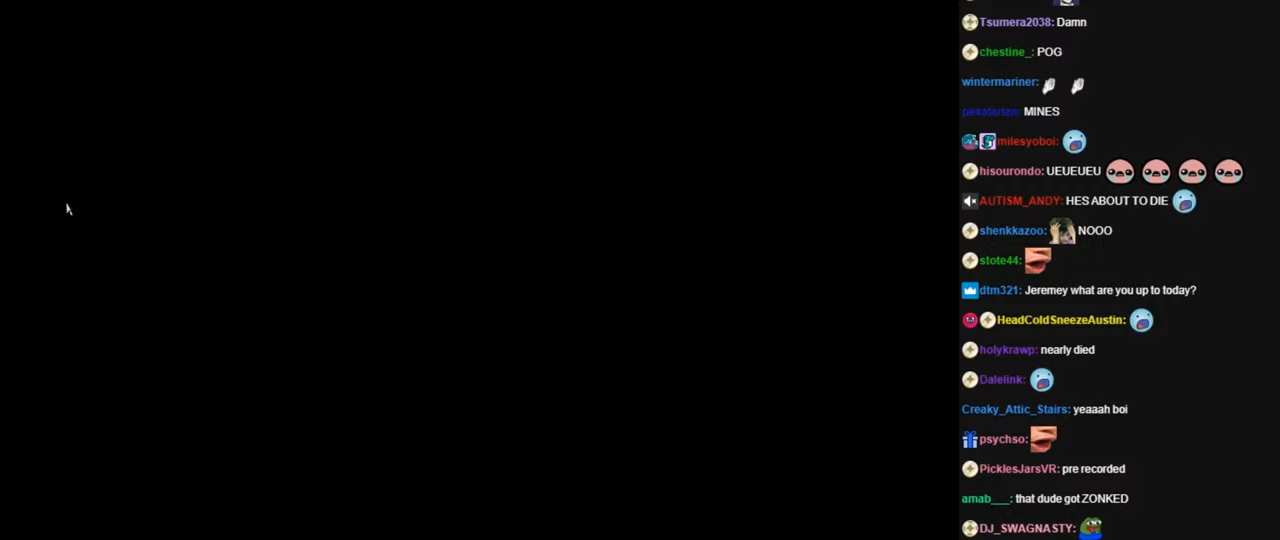 Tsumera2038: Damn
chestine_: POG
wintermariner:
pexatarian: MINES
milesyoboi:
hisourondo: UEUEUEU
AUTISM_ANDY: HES ABOUT TO DIE
shenkkazoo: NOOO
stote44:
dtm321: Jeremey what are you up to today?
HeadColdSneezeAustin:
holykrawp: nearly died
Dalelink:
Creaky_Attic_Stairs: yeaaah boi
psychso:
PicklesJarsVR: pre recorded
amab___: that dude got ZONKED
DJ_SWAGNASTY: